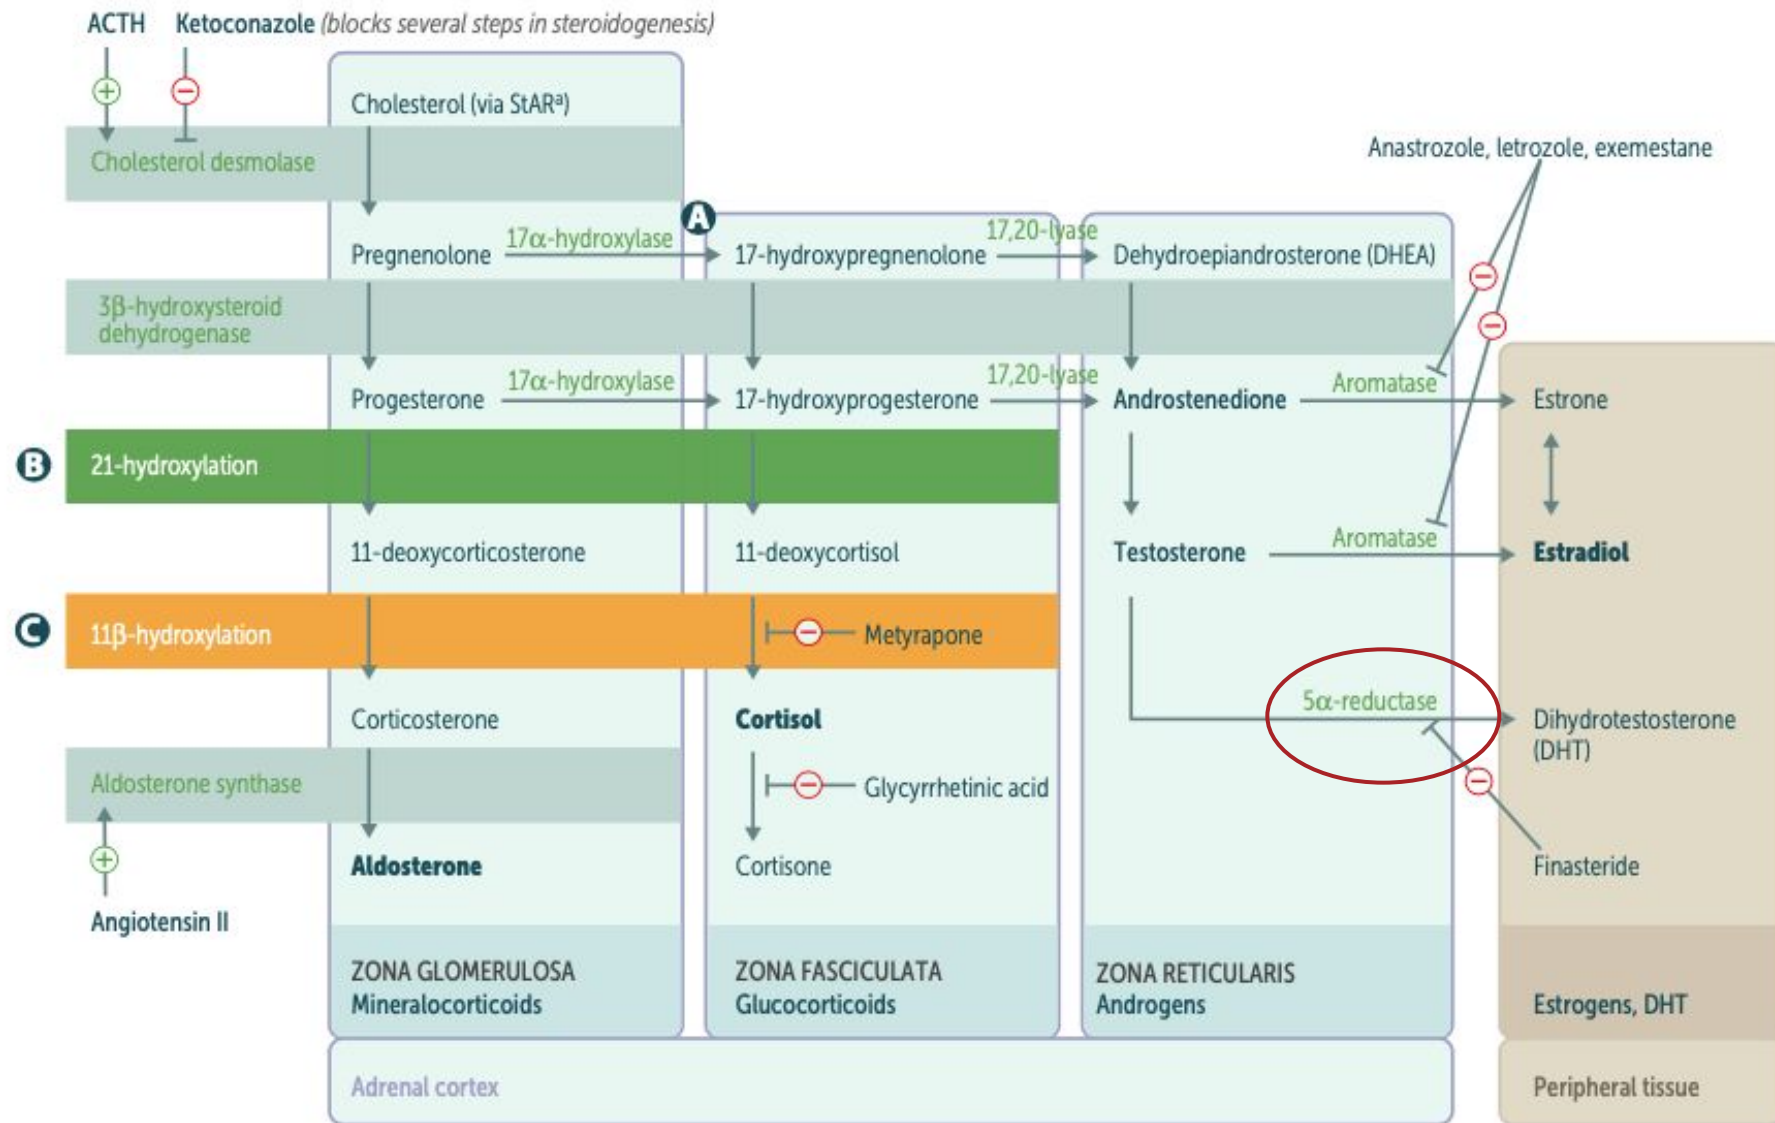 ACTH Ketoconazole (blocks several steps in steroidogenesis)
Cholesterol (via StARª)
Anastrozole, letrozole, exemestane
Cholesterol desmolase
A
17α-hydroxylase 17,20-lyase
Pregnenolone 17-hydroxypregnenolone Dehydroepiandrosterone (DHEA)
3β-hydroxysteroid
dehydrogenase
17α-hydroxylase 17,20-lyase Aromatase
Progesterone 17-hydroxyprogesterone Androstenedione Estrone
B 21-hydroxylation
Aromatase
11-deoxycorticosterone 11-deoxycortisol Testosterone Estradiol
C 11β-hydroxylation Metyrapone
5α-reductase
Corticosterone Cortisol Dihydrotestosterone
(DHT)
Aldosterone synthase Glycyrrhetinic acid
Aldosterone Cortisone Finasteride
Angiotensin II
ZONA GLOMERULOSA ZONA FASCICULATA ZONA RETICULARIS
Mineralocorticoids Glucocorticoids Androgens Estrogens, DHT
Adrenal cortex Peripheral tissue